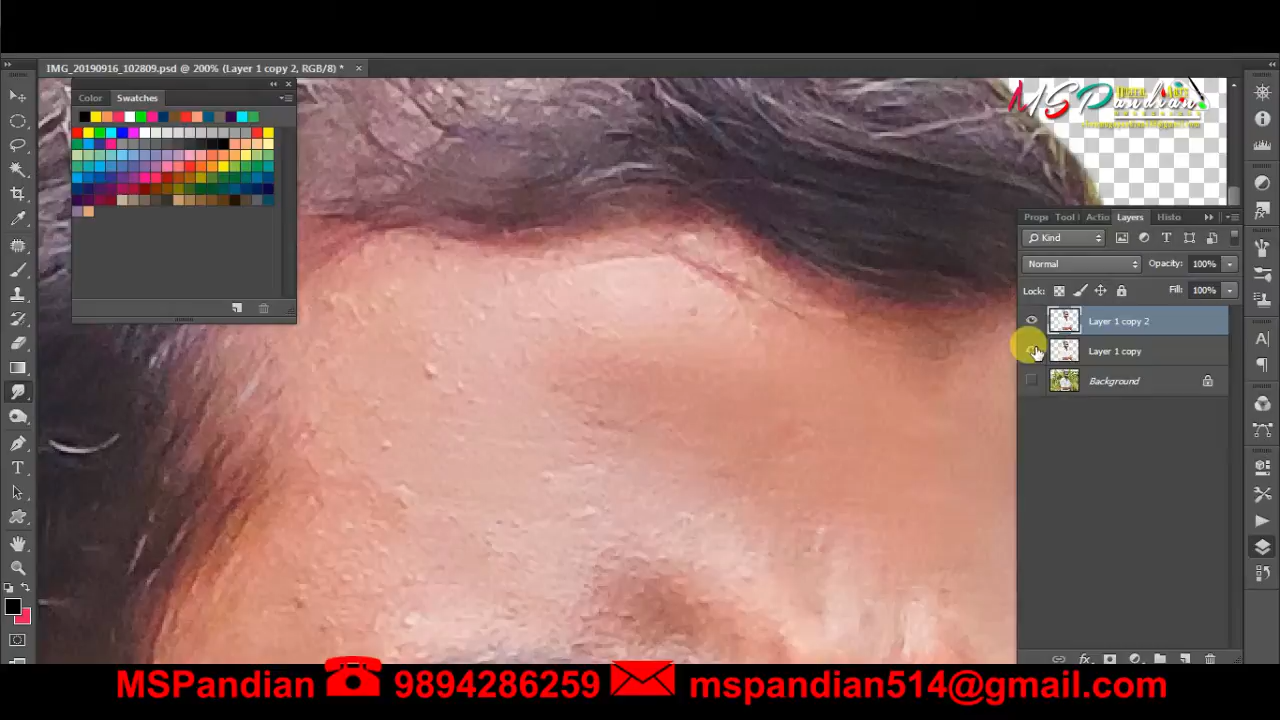 IMG_20190916_102809.psd @ 200% (Layer 1 copy 2, RGB/8) * ×
Color Swatches
MSPandian
Layers
Kind
Normal Opacity: 100%
Lock: Fill: 100%
Layer 1 copy 2
Layer 1 copy
Background
MSPandian 9894286259 mspandian514@gmail.com